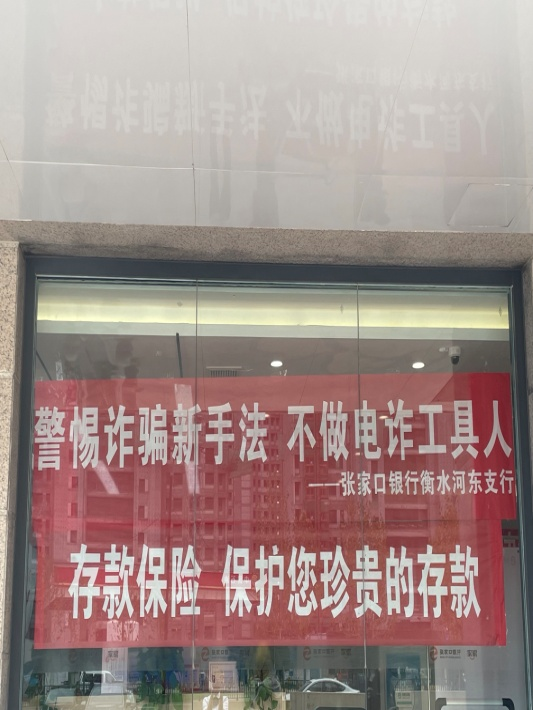 警惕诈骗新手法 不做电诈工具人
——张家口银行衡水河东支行
存款保险 保护您珍贵的存款